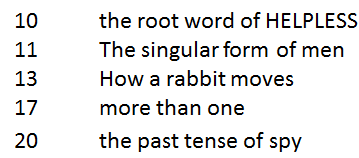 10 the root word of HELPLESS
11 The singular form of men
13 How a rabbit moves
17 more than one
20 the past tense of spy